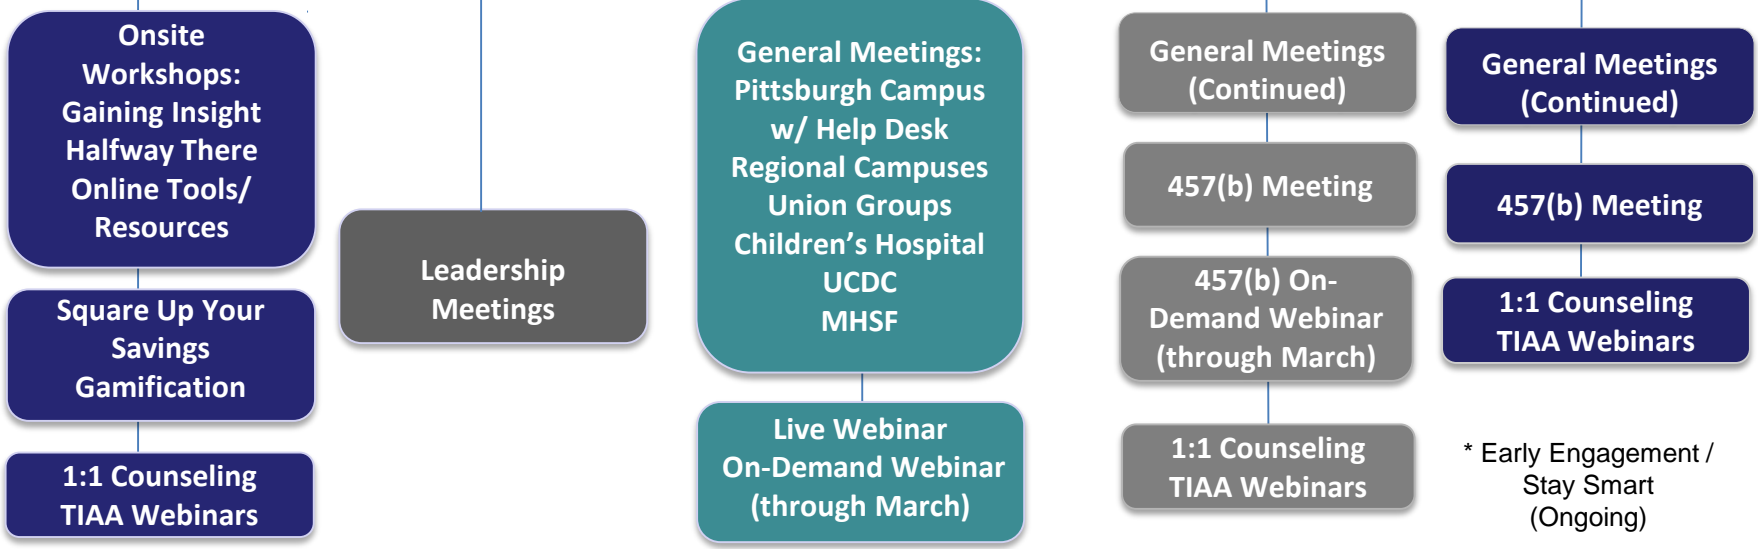 Onsite
Workshops:
Gaining Insight
Halfway There
Online Tools/
Resources
Square Up Your
Savings
Gamification
1:1 Counseling
TIAA Webinars
Leadership
Meetings
General Meetings:
Pittsburgh Campus
w/ Help Desk
Regional Campuses
Union Groups
Children’s Hospital
UCDC
MHSF
Live Webinar
On-Demand Webinar
(through March)
General Meetings
(Continued)
457(b) Meeting
457(b) On-
Demand Webinar
(through March)
1:1 Counseling
TIAA Webinars
General Meetings
(Continued)
457(b) Meeting
1:1 Counseling
TIAA Webinars
* Early Engagement /
Stay Smart
(Ongoing)